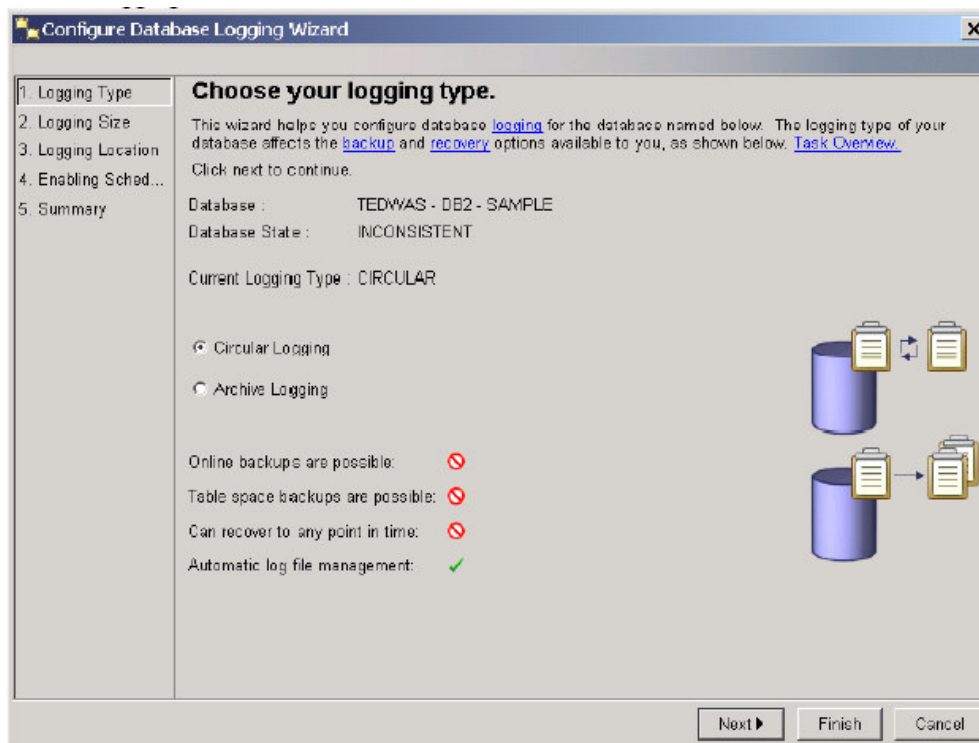 Configure Database Logging Wizard
1. Logging Type
2. Logging Size
3. Logging Location
4. Enabling Sched...
5. Summary
Choose your logging type.
This wizard helps you configure database logging for the database named below. The logging type of your
database affects the backup and recovery options available to you, as shown below. Task Overview.
Click next to continue.
Database : TEDWAS - DB2 - SAMPLE
Database State : INCONSISTENT
Current Logging Type : CIRCULAR
Circular Logging
Archive Logging
Online backups are possible:
Table space backups are possible:
Can recover to any point in time:
Automatic log file management:
Next
Finish
Cancel